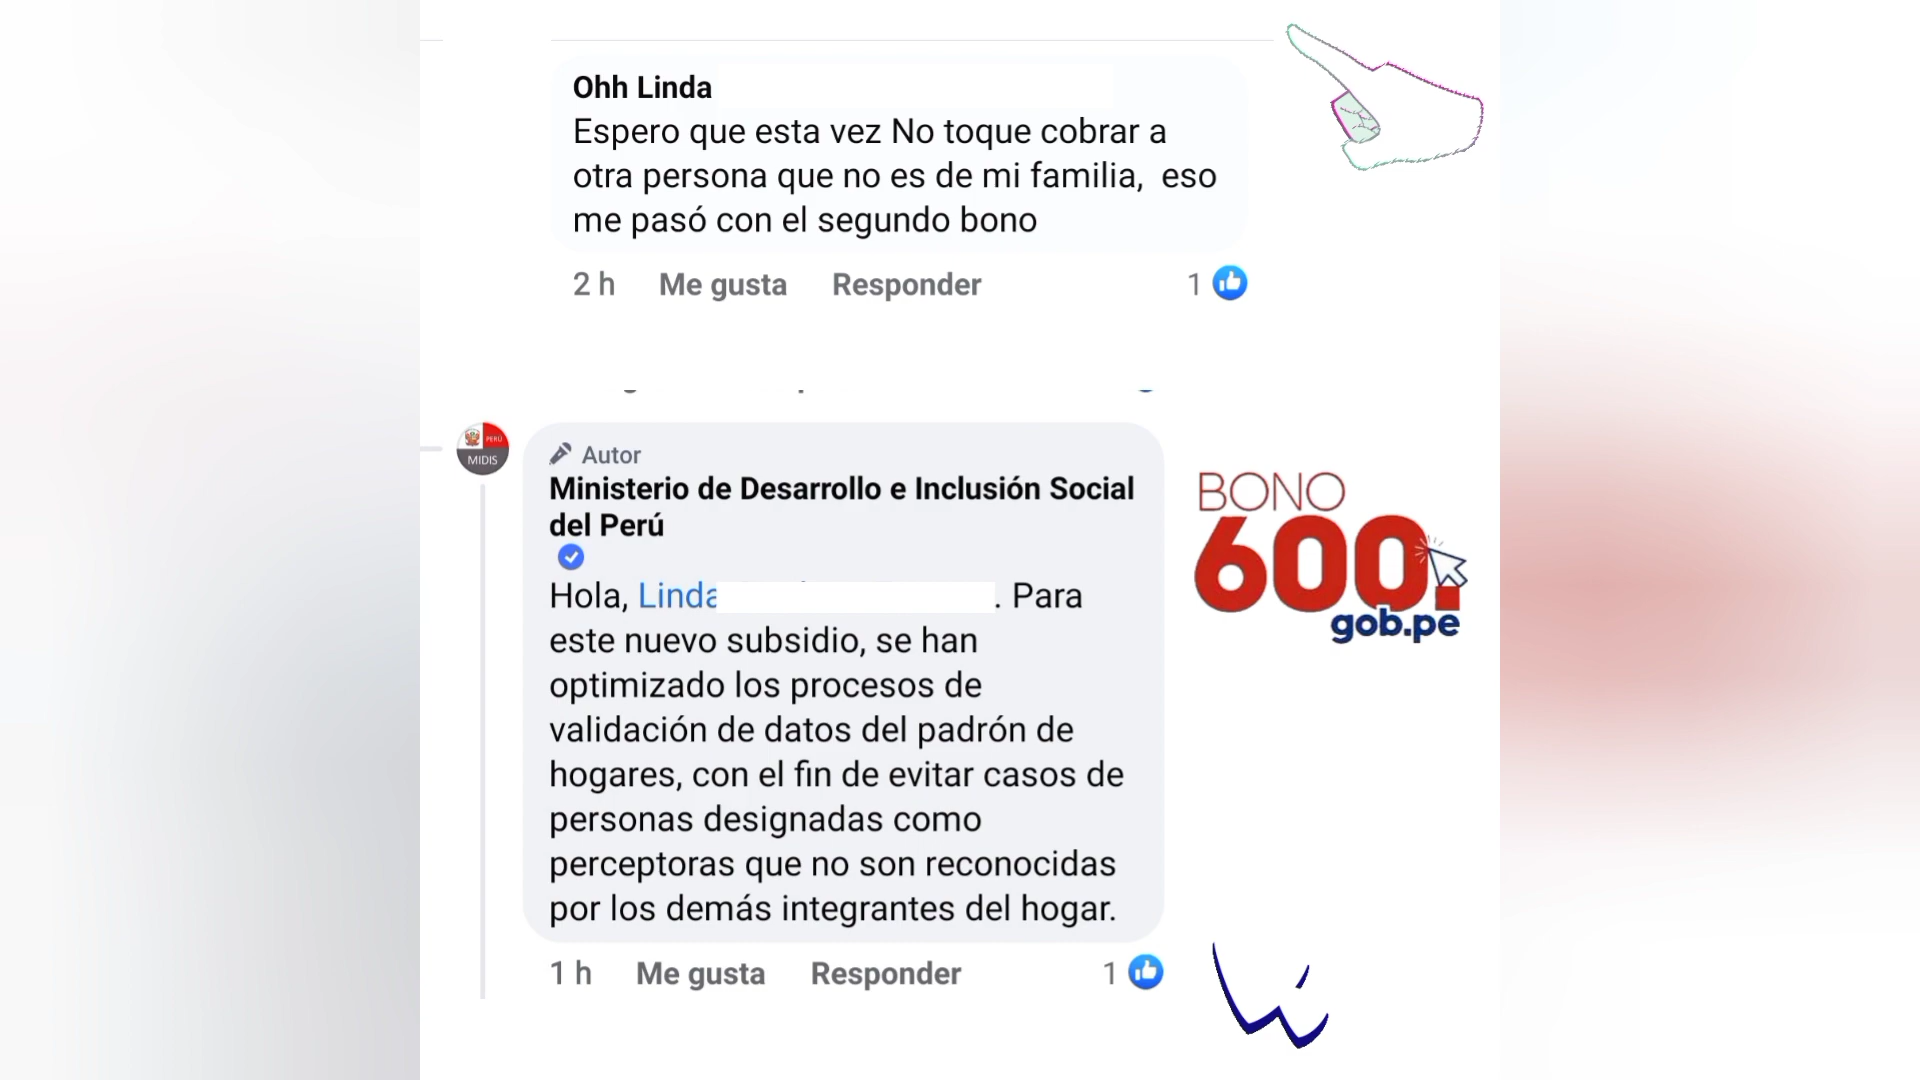 Ohh Linda
Espero que esta vez No toque cobrar a
otra persona que no es de mi familia,  eso
me pasó con el segundo bono
2 h Me gusta Responder 1
PERÚ
MIDIS
Autor
Ministerio de Desarrollo e Inclusión Social
del Perú
Hola, Linda . Para
este nuevo subsidio, se han
optimizado los procesos de
validación de datos del padrón de
hogares, con el fin de evitar casos de
personas designadas como
perceptoras que no son reconocidas
por los demás integrantes del hogar.
1 h Me gusta Responder 1
BONO
600.
gob.pe